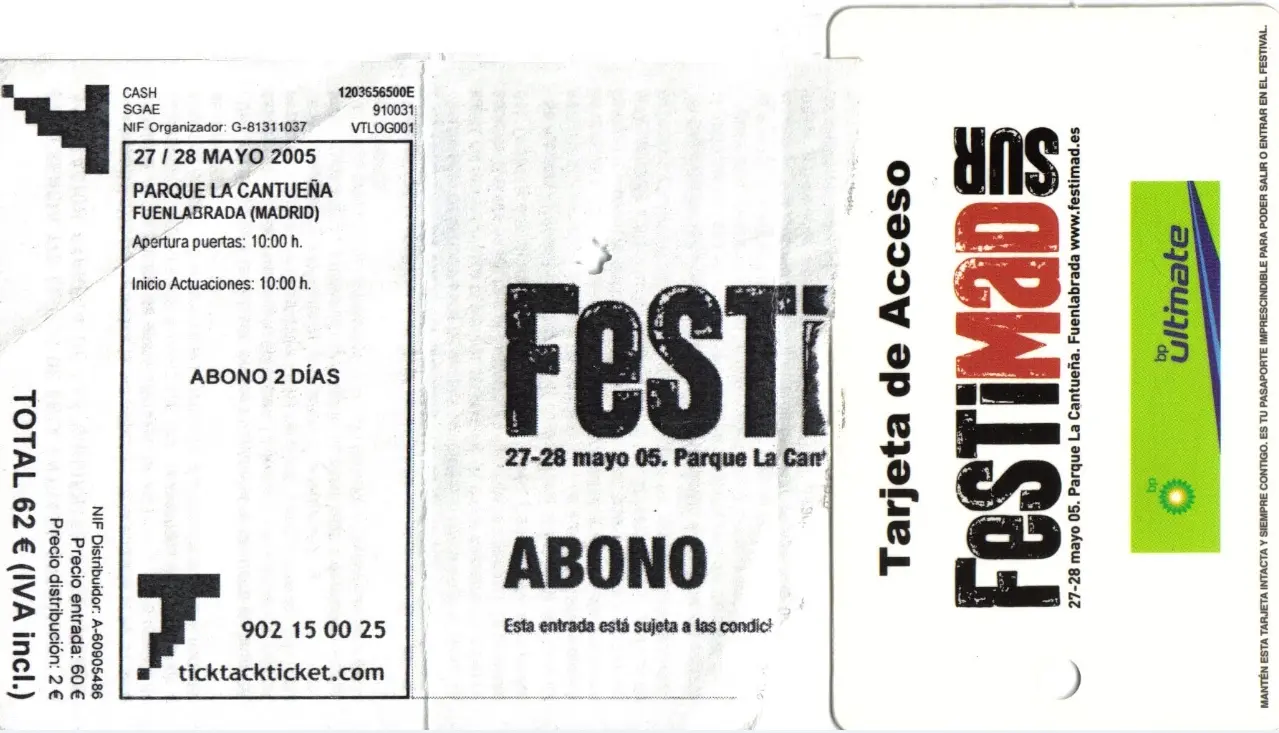 CASH
SGAE
NIF Organizador: G-81311037
1203656500E
910031
VTLOG001
27 / 28 MAYO 2005
PARQUE LA CANTUEÑA
FUENLABRADA (MADRID)
Apertura puertas: 10:00 h.
Inicio Actuaciones: 10:00 h.
ABONO 2 DÍAS
902 15 00 25
ticktackticket.com
NIF Distribuidor: A-60905486
Precio entrada: 60 €
Precio distribución: 2 €
TOTAL 62 € (IVA incl.)
FeSTi
27-28 mayo 05. Parque La Cant
ABONO
Esta entrada está sujeta a las condici
Tarjeta de Acceso
FeSTiMaD SUR
27-28 mayo 05. Parque La Cantueña. Fuenlabrada www.festimad.es
bp
bp ultimate
MANTÉN ESTA TARJETA INTACTA Y SIEMPRE CONTIGO. ES TU PASAPORTE IMPRESCINDIBLE PARA PODER SALIR O ENTRAR EN EL FESTIVAL.